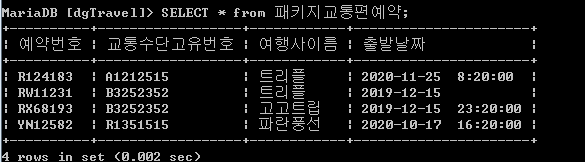 MariaDB [dgTravel]> SELECT * from 패키지교통편예약;
+----------+------------------+------------+----------------------+
| 예약번호 | 교통수단고유번호 | 여행사이름 | 출발날짜 |
+----------+------------------+------------+----------------------+
| R124183 | A1212515 | 트리플 | 2020-11-25  8:20:00 |
| RW11231 | B3252352 | 트리플 | 2019-12-15 |
| RX68193 | B3252352 | 고고트립 | 2019-12-15  23:20:00 |
| YN12582 | R1351515 | 파란풍선 | 2020-10-17  16:20:00 |
+----------+------------------+------------+----------------------+
4 rows in set (0.002 sec)